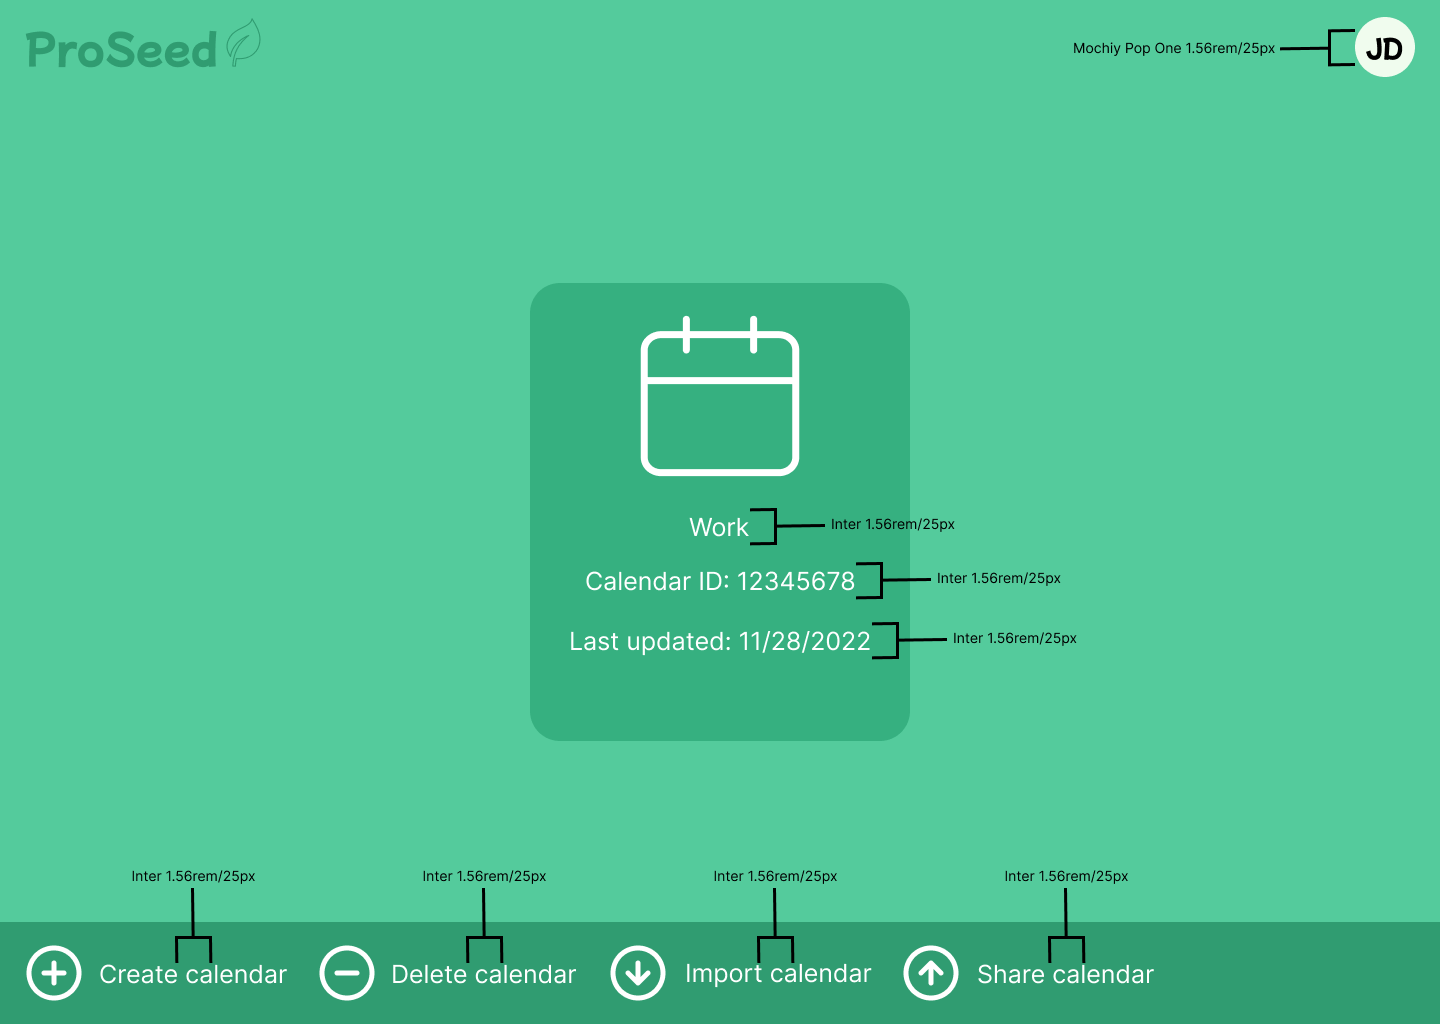 ProSeed
Mochiy Pop One 1.56rem/25px
JD
Work
Inter 1.56rem/25px
Calendar ID: 12345678
Inter 1.56rem/25px
Last updated: 11/28/2022
Inter 1.56rem/25px
Inter 1.56rem/25px
Inter 1.56rem/25px
Inter 1.56rem/25px
Inter 1.56rem/25px
Create calendar
Delete calendar
Import calendar
Share calendar